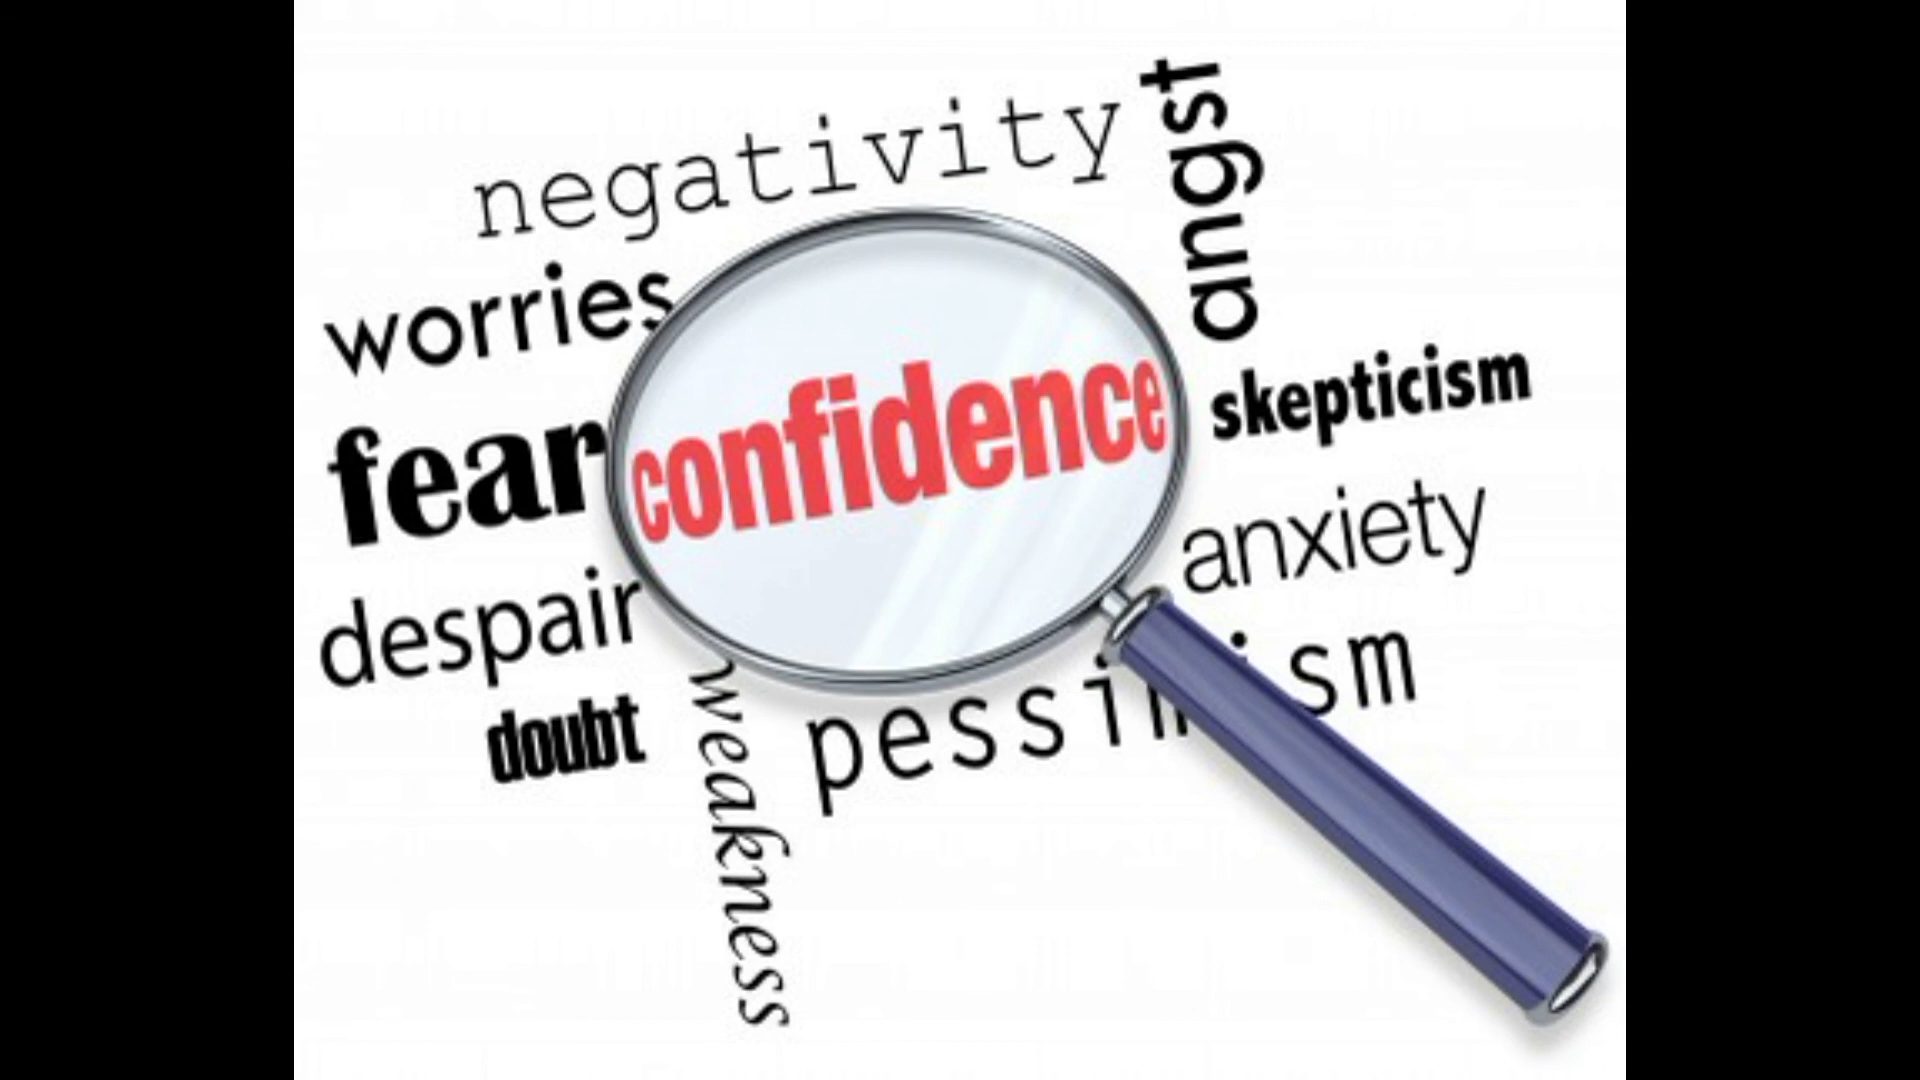 negativity
angst
worries
confidence
skepticism
fear
anxiety
despair
pessimism
doubt
weakness